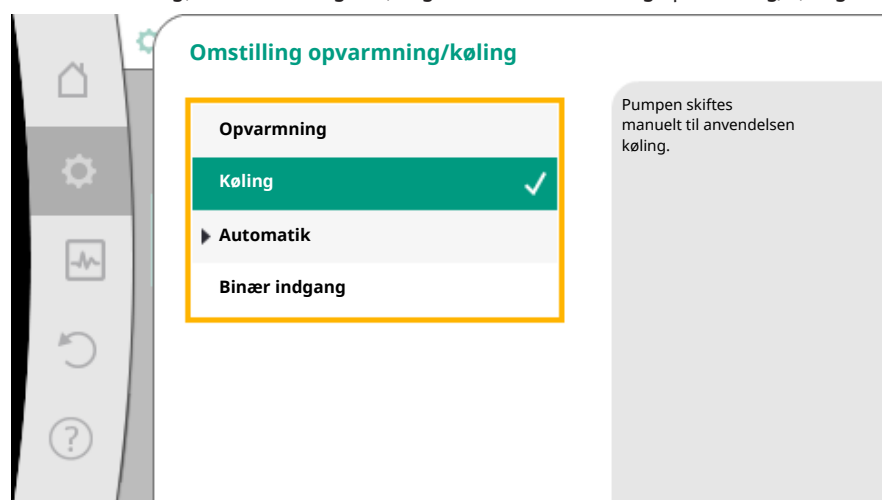 Omstilling opvarmning/køling
Opvarmning
Køling
Automatik
Binær indgang
Pumpen skiftes
manuelt til anvendelsen
køling.
?